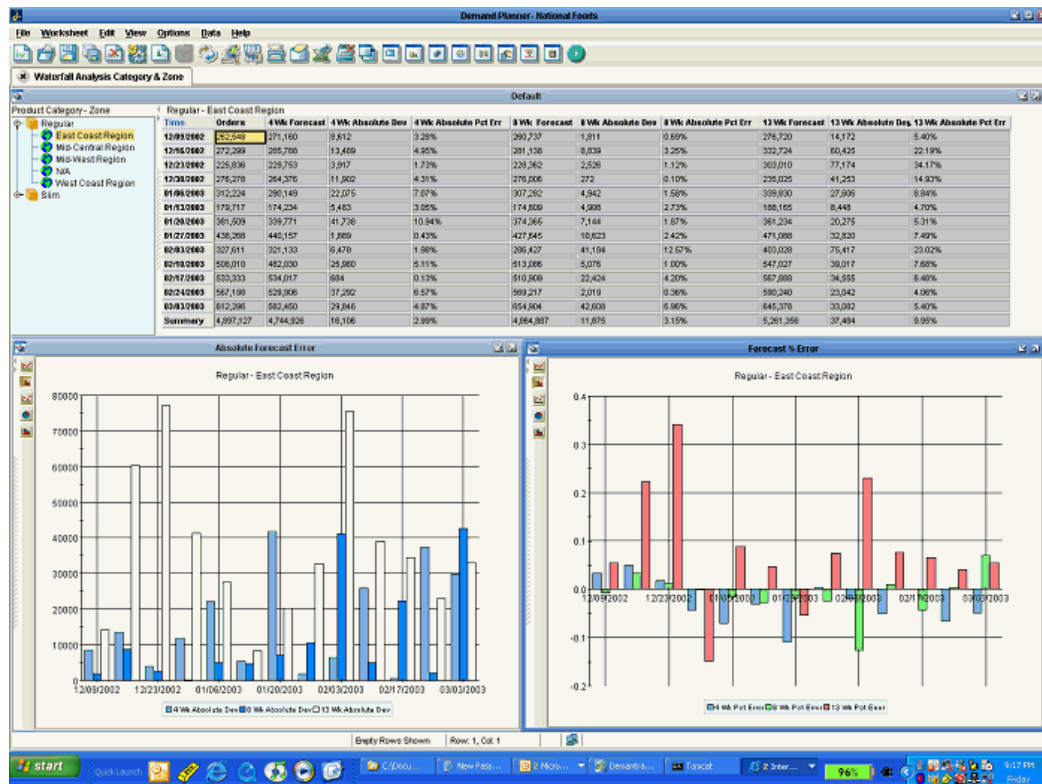 Demand Planner - National Foods
File Worksheet Edit View Options Data Help
Waterfall Analysis Category & Zone
Default
Product Category - Zone
Regular
East Coast Region
Mid-Central Region
Mid-West Region
N/A
West Coast Region
Slim
Regular - East Coast Region
Time Orders 4 Wk Forecast 4 Wk Absolute Dev 4 Wk Absolute Pct Err 8 Wk Forecast 8 Wk Absolute Dev 8 Wk Absolute Pct Err 13 Wk Forecast 13 Wk Absolute Dev 13 Wk Absolute Pct Err
12/09/2002 262,548 271,160 8,612 3.28% 260,737 1,811 0.69% 276,720 14,172 5.40%
12/16/2002 272,299 285,788 13,489 4.95% 281,138 8,839 3.25% 332,724 60,425 22.19%
12/23/2002 225,836 229,753 3,917 1.73% 228,362 2,526 1.12% 303,010 77,174 34.17%
12/30/2002 276,278 264,376 11,902 4.31% 276,006 272 0.10% 235,025 41,253 14.93%
01/06/2003 312,224 290,149 22,075 7.07% 307,282 4,942 1.58% 339,830 27,606 8.84%
01/13/2003 179,717 174,234 5,483 3.05% 174,809 4,908 2.73% 188,165 8,448 4.70%
01/20/2003 381,509 339,771 41,738 10.94% 374,365 7,144 1.87% 361,234 20,275 5.31%
01/27/2003 438,268 440,157 1,889 0.43% 427,645 10,623 2.42% 471,088 32,820 7.49%
02/03/2003 327,611 321,133 6,478 1.98% 286,427 41,184 12.57% 403,028 75,417 23.02%
02/10/2003 508,010 482,030 25,980 5.11% 513,086 5,076 1.00% 547,027 39,017 7.68%
02/17/2003 533,333 534,017 684 0.13% 510,909 22,424 4.20% 567,888 34,555 6.48%
02/24/2003 567,198 529,906 37,292 6.57% 569,217 2,019 0.36% 590,240 23,042 4.06%
03/03/2003 612,296 582,450 29,846 4.87% 654,904 42,608 6.96% 645,378 33,082 5.40%
Summary 4,897,127 4,744,926 16,106 2.99% 4,864,887 11,875 3.15% 5,261,356 37,484 9.95%
Absolute Forecast Error
Regular - East Coast Region
80000
70000
60000
50000
40000
30000
20000
10000
0
12/09/2002 12/23/2002 01/06/2003 01/20/2003 02/03/2003 02/17/2003 03/03/2003
4 Wk Absolute Dev 8 Wk Absolute Dev 13 Wk Absolute Dev
Forecast % Error
Regular - East Coast Region
0.4
0.3
0.2
0.1
0.0
-0.1
-0.2
12/09/2002 12/23/2002 01/06/2003 01/20/2003 02/03/2003 02/17/2003 03/03/2003
4 Wk Pct Error 8 Wk Pct Error 13 Wk Pct Error
Empty Rows Shown Row: 1, Col: 1
start Quick Launch C:\Docu... New Pass... 2 Micro... Demantra... Tomcat 2 Inter... 96% 9:17 PM
Friday